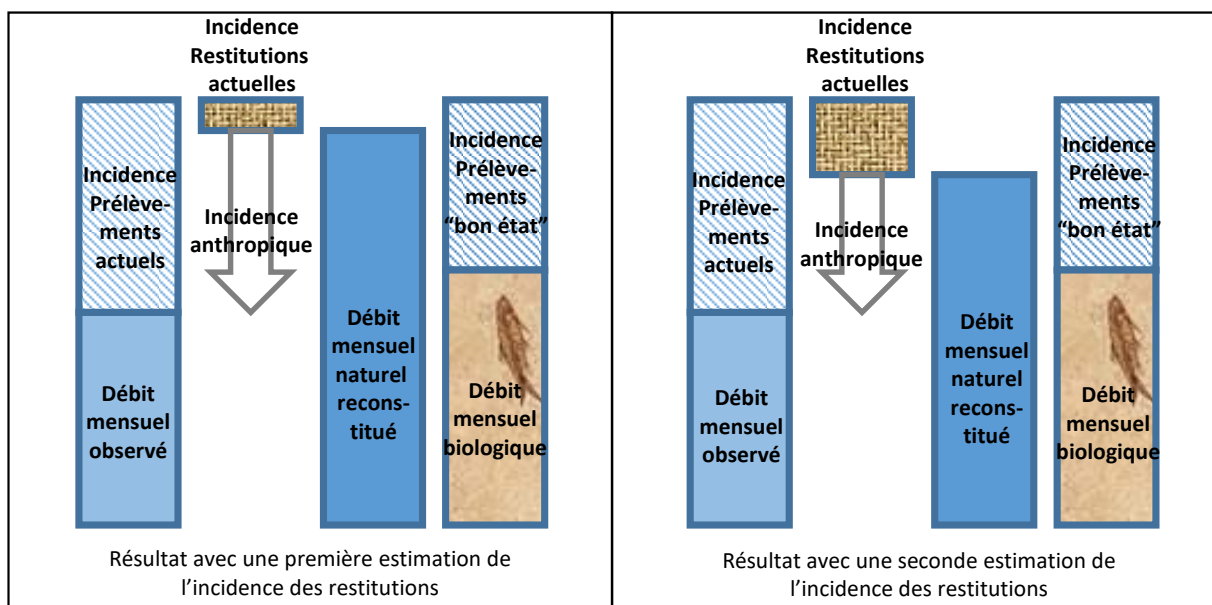 Incidence
Restitutions
actuelles
Incidence
Prélève-
ments
actuels
Incidence
anthropique
Débit
mensuel
observé
Débit
mensuel
naturel
recons-
titué
Incidence
Prélève-
ments
“bon état”
Débit
mensuel
biologique
Résultat avec une première estimation de
l’incidence des restitutions
Incidence
Restitutions
actuelles
Incidence
Prélève-
ments
actuels
Incidence
anthropique
Débit
mensuel
observé
Débit
mensuel
naturel
recons-
titué
Incidence
Prélève-
ments
“bon état”
Débit
mensuel
biologique
Résultat avec une seconde estimation de
l’incidence des restitutions